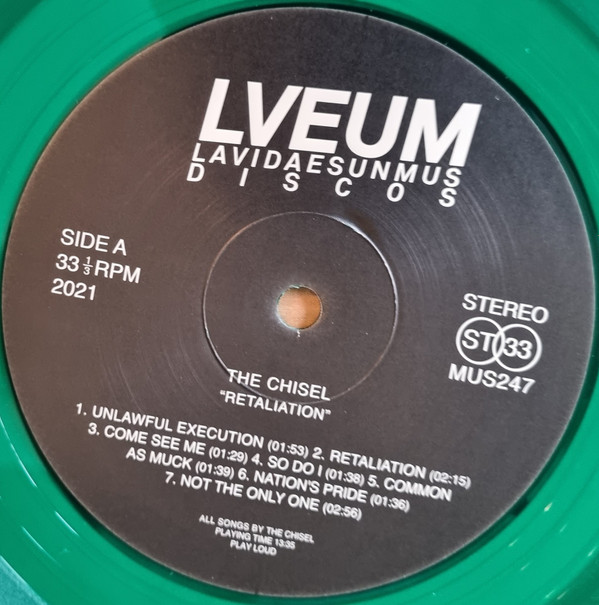 LVEUM
LAVIDAESUNMUS
DISCOS
SIDE A
33 1/3 RPM
2021
STEREO
ST 33
MUS247
THE CHISEL
"RETALIATION"
1. UNLAWFUL EXECUTION (01:53) 2. RETALIATION (02:15)
3. COME SEE ME (01:29) 4. SO DO I (01:38) 5. COMMON
AS MUCK (01:39) 6. NATION'S PRIDE (01:36)
7. NOT THE ONLY ONE (02:56)
ALL SONGS BY THE CHISEL
PLAYING TIME 13:35
PLAY LOUD